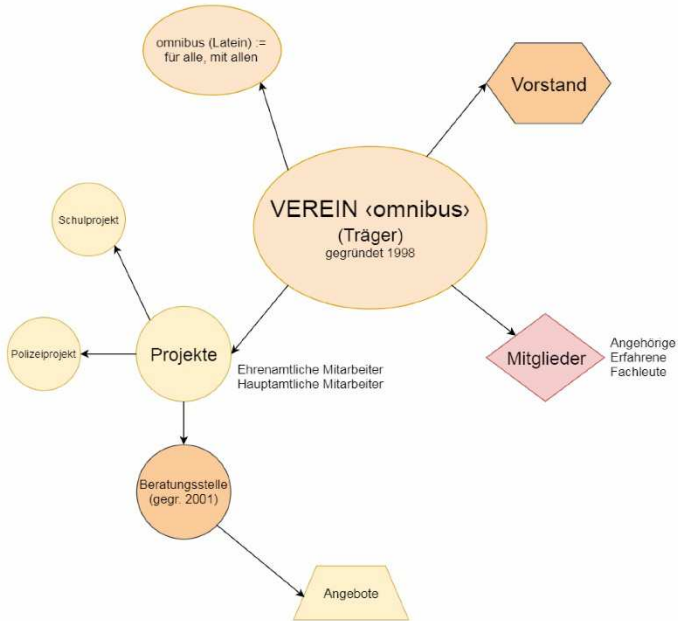 omnibus (Latein) :=
für alle, mit allen
Vorstand
VEREIN ‹omnibus›
(Träger)
gegründet 1998
Schulprojekt
Polizeiprojekt
Projekte
Ehrenamtliche Mitarbeiter
Hauptamtliche Mitarbeiter
Mitglieder
Angehörige
Erfahrene
Fachleute
Beratungsstelle
(gegr. 2001)
Angebote